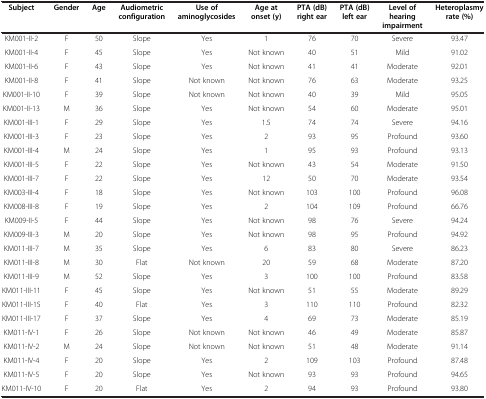 Subject Gender Age Audiometric configuration Use of aminoglycosides Age at onset (y) PTA (dB) right ear PTA (dB) left ear Level of hearing impairment Heteroplasmy rate (%)
KM001-II-2 F 50 Slope Yes 1 76 70 Severe 93.47
KM001-II-4 F 45 Slope Yes Not known 40 51 Mild 91.02
KM001-II-6 F 43 Slope Yes Not known 41 41 Moderate 92.01
KM001-II-8 F 41 Slope Not known Not known 76 63 Moderate 93.25
KM001-II-10 F 39 Slope Not known Not known 40 39 Mild 95.05
KM001-II-13 M 36 Slope Yes Not known 54 60 Moderate 95.01
KM001-III-1 F 29 Slope Yes 1.5 74 74 Severe 94.16
KM001-III-3 F 23 Slope Yes 2 93 95 Profound 93.60
KM001-III-4 M 24 Slope Yes 1 95 93 Profound 93.13
KM001-III-5 F 22 Slope Yes Not known 43 54 Moderate 91.50
KM001-III-7 F 22 Slope Yes 12 50 70 Moderate 93.54
KM003-III-4 F 18 Slope Yes Not known 103 100 Profound 96.08
KM008-III-8 F 19 Slope Yes 2 104 109 Profound 66.76
KM009-II-5 F 44 Slope Yes Not known 98 76 Severe 94.24
KM009-III-3 M 20 Slope Yes Not known 98 95 Profound 94.92
KM011-III-7 M 35 Slope Yes 6 83 80 Severe 86.23
KM011-III-8 M 30 Flat Not known 20 59 68 Moderate 87.20
KM011-III-9 M 52 Slope Yes 3 100 100 Profound 83.58
KM011-III-11 F 45 Slope Yes Not known 51 55 Moderate 89.29
KM011-III-15 F 40 Flat Yes 3 110 110 Profound 82.32
KM011-III-17 F 37 Slope Yes 4 69 73 Moderate 85.19
KM011-IV-1 F 26 Slope Not known Not known 46 49 Moderate 85.87
KM011-IV-2 M 24 Slope Not known Not known 51 48 Moderate 91.14
KM011-IV-4 F 20 Slope Yes 2 109 103 Profound 87.48
KM011-IV-5 F 20 Slope Yes Not known 93 93 Profound 94.65
KM011-IV-10 F 20 Flat Yes 2 94 93 Profound 93.80